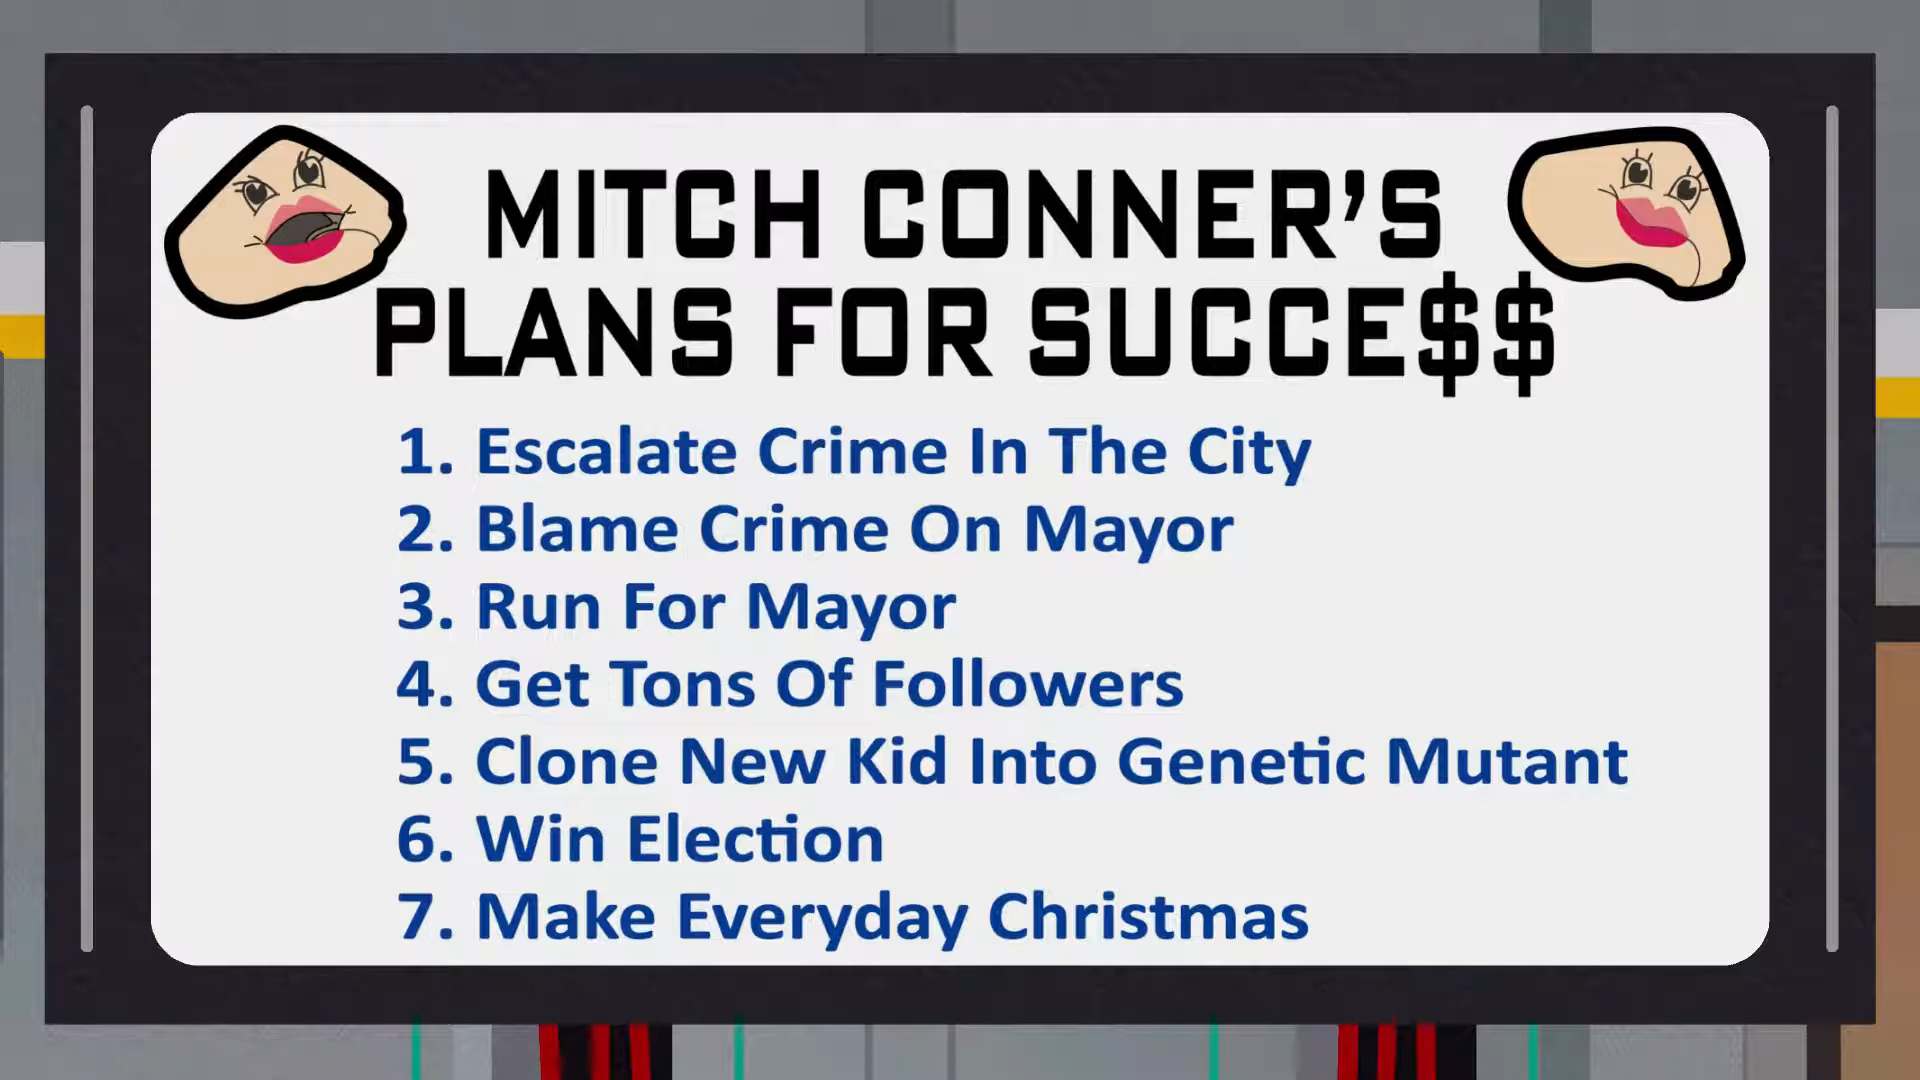 MITCH CONNER'S
PLANS FOR SUCCE$$
1. Escalate Crime In The City
2. Blame Crime On Mayor
3. Run For Mayor
4. Get Tons Of Followers
5. Clone New Kid Into Genetic Mutant
6. Win Election
7. Make Everyday Christmas